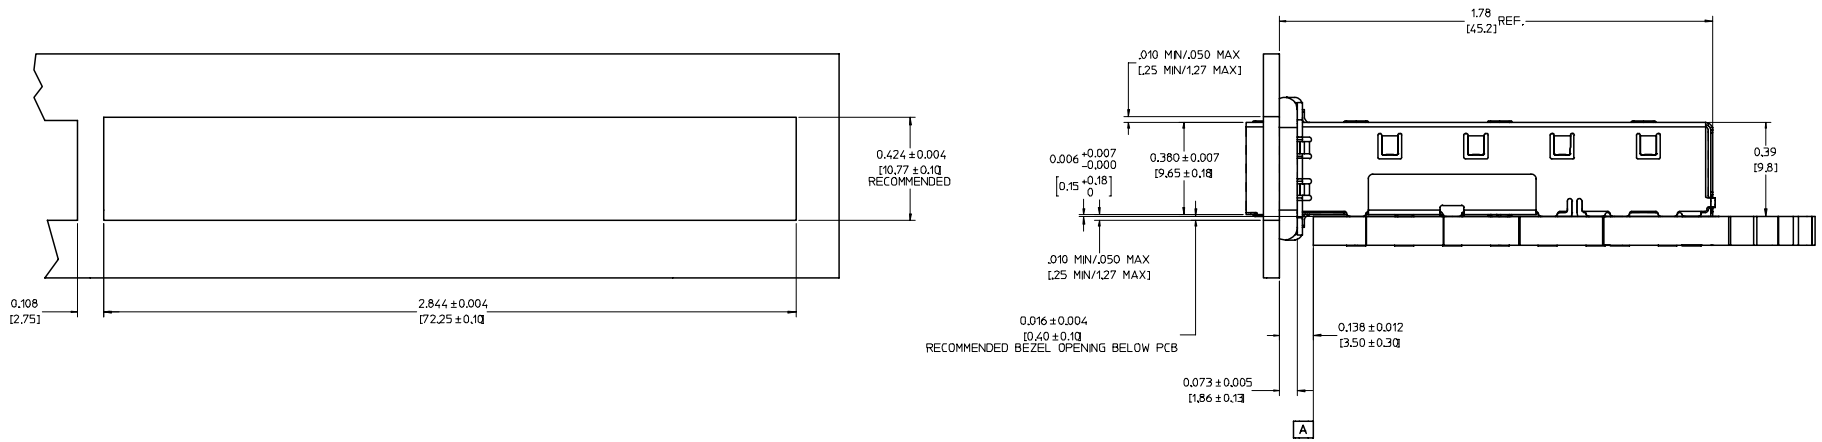 0.424 ±0.004
[10.77 ±0.10]
RECOMMENDED
0.108
[2.75]
2.844 ±0.004
[72.25 ±0.10]
1.78 REF.
[45.2]
.010 MIN/.050 MAX
[.25 MIN/1.27 MAX]
0.006 +0.007
-0.000
[0.15 +0.18
0]
0.380 ±0.007
[9.65 ±0.18]
0.39
[9.8]
.010 MIN/.050 MAX
[.25 MIN/1.27 MAX]
0.016 ±0.004
[0.40 ±0.10]
RECOMMENDED BEZEL OPENING BELOW PCB
0.138 ±0.012
[3.50 ±0.30]
0.073 ±0.005
[1.86 ±0.13]
A